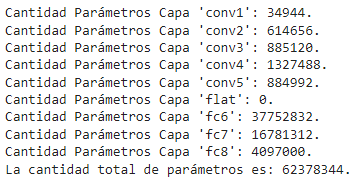 Cantidad Parámetros Capa 'conv1': 34944.
Cantidad Parámetros Capa 'conv2': 614656.
Cantidad Parámetros Capa 'conv3': 885120.
Cantidad Parámetros Capa 'conv4': 1327488.
Cantidad Parámetros Capa 'conv5': 884992.
Cantidad Parámetros Capa 'flat': 0.
Cantidad Parámetros Capa 'fc6': 37752832.
Cantidad Parámetros Capa 'fc7': 16781312.
Cantidad Parámetros Capa 'fc8': 4097000.
La cantidad total de parámetros es: 62378344.